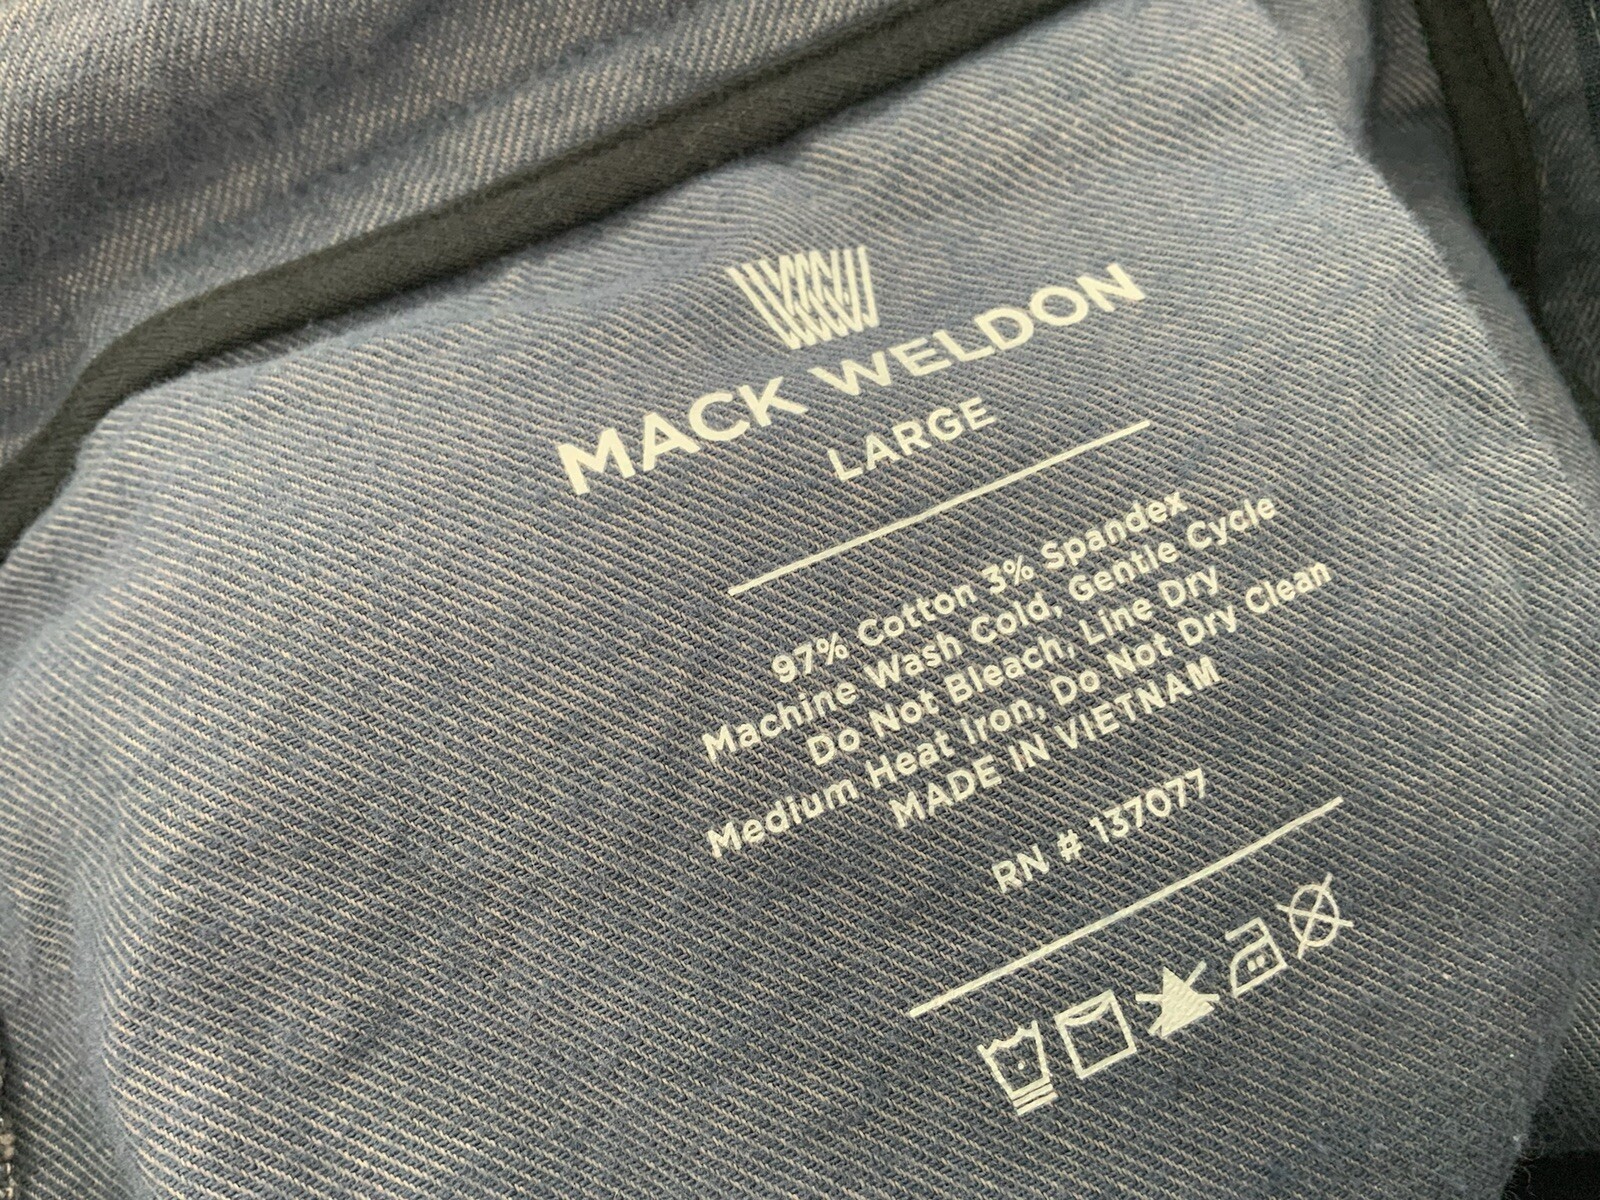 MACK WELDON
LARGE
97% Cotton 3% Spandex
Machine Wash Cold, Gentle Cycle
Do Not Bleach, Line Dry
Medium Heat Iron, Do Not Dry Clean
MADE IN VIETNAM
RN # 137077